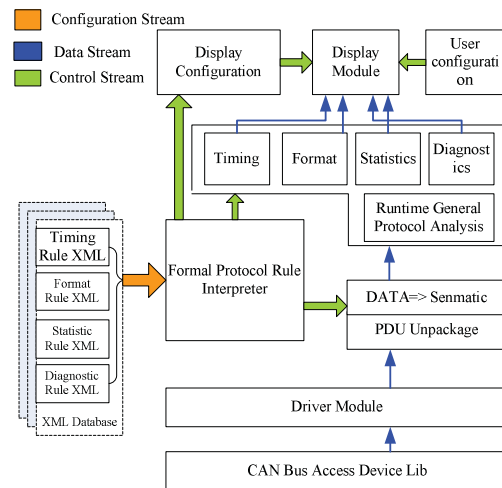 Configuration Stream
Data Stream
Control Stream
Display
Configuration
Display
Module
User
configurati
on
Timing
Format
Statistics
Diagnost
ics
Runtime General
Protocol Analysis
Timing
Rule XML
Format
Rule XML
Statistic
Rule XML
Diagnostic
Rule XML
XML Database
Formal Protocol Rule
Interpreter
DATA=> Senmatic
PDU Unpackage
Driver Module
CAN Bus Access Device Lib